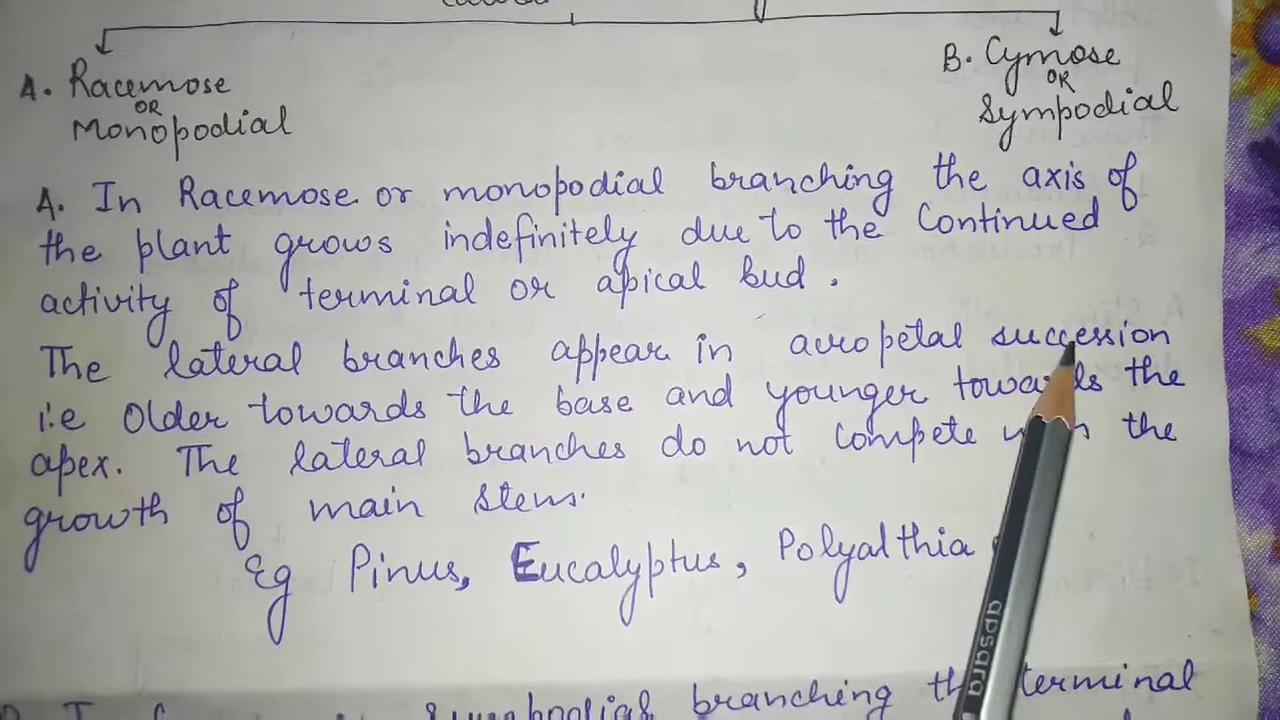 A. Racemose
OR
Monopodial
B. Cymose
OR
Sympodial
A. In Racemose or monopodial branching the axis of
the plant grows indefinitely due to the Continued
activity of terminal or apical bud.
The lateral branches appear in acropetal succession
i.e Older towards the base and younger towards the
apex. The lateral branches do not compete with the
growth of main stem.
Eg Pinus, Eucalyptus, Polyalthia
branching the terminal
apsara